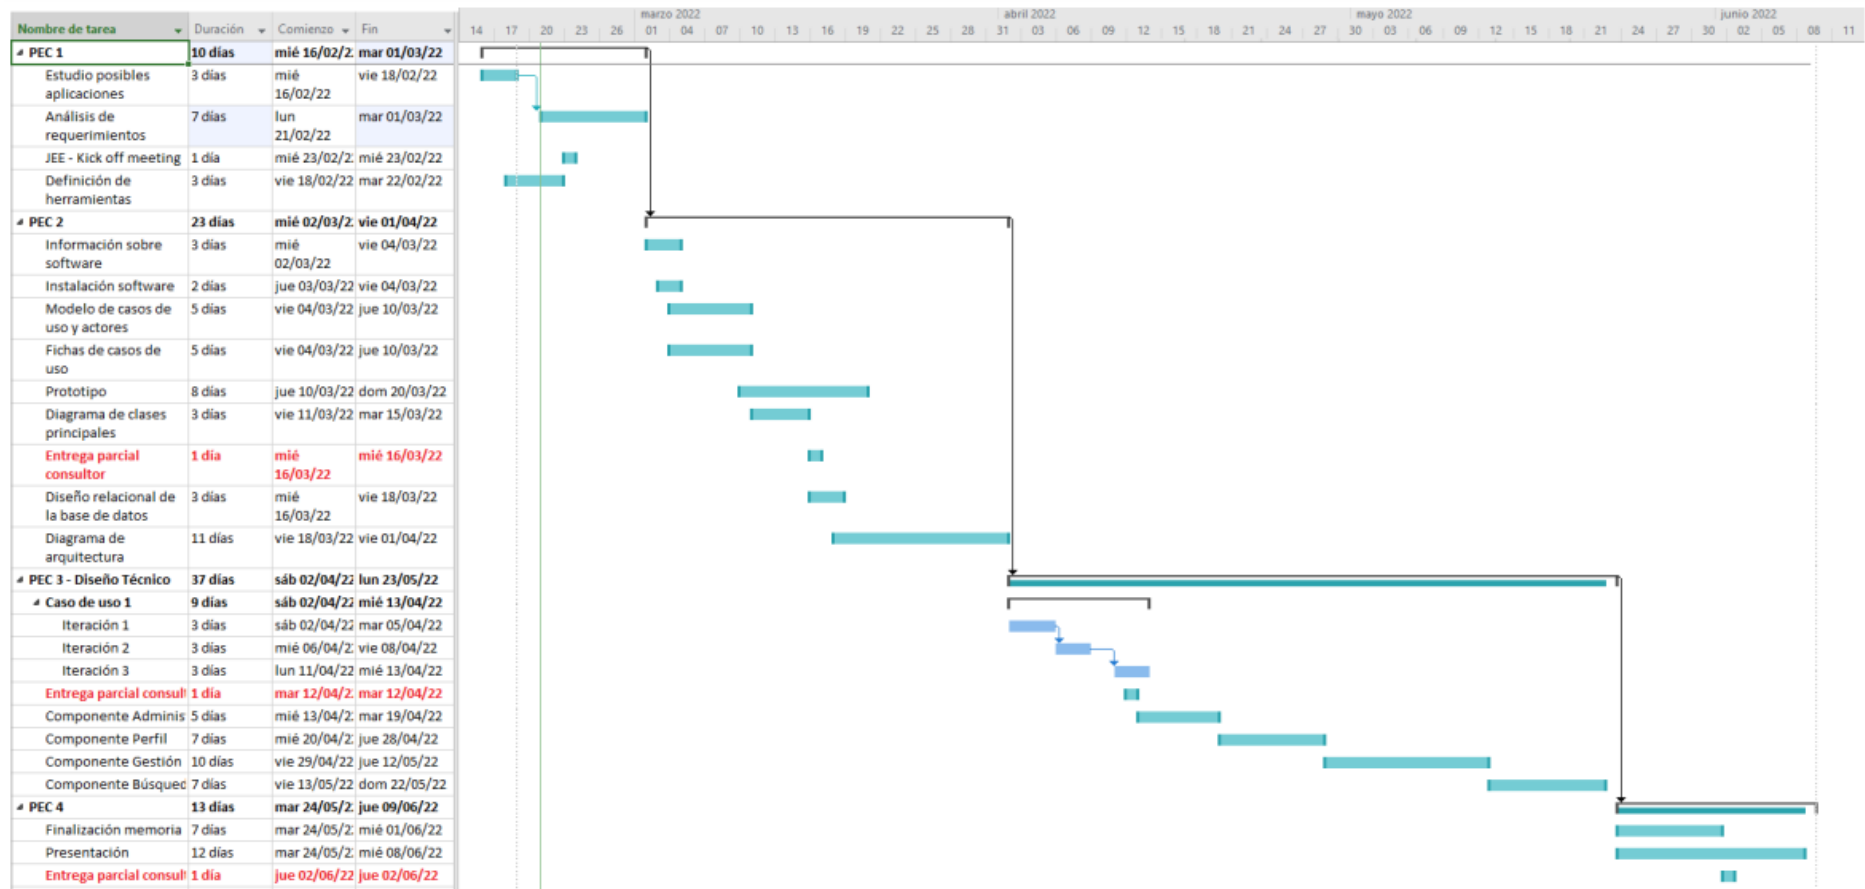 marzo 2022 abril 2022 mayo 2022 junio 2022
Nombre de tarea Duración Comienzo Fin 14 17 20 23 26 01 04 07 10 13 16 19 22 25 28 31 03 06 09 12 15 18 21 24 27 30 03 06 09 12 15 18 21 24 27 30 02 05 08 11
PEC 1 10 días mié 16/02/2 mar 01/03/22
Estudio posibles 3 días mié vie 18/02/22
aplicaciones 16/02/22
Análisis de 7 días lun mar 01/03/22
requerimientos 21/02/22
JEE - Kick off meeting 1 día mié 23/02/2 mié 23/02/22
Definición de 3 días vie 18/02/22 mar 22/02/22
herramientas
PEC 2 23 días mié 02/03/2 vie 01/04/22
Información sobre 3 días mié vie 04/03/22
software 02/03/22
Instalación software 2 días jue 03/03/22 vie 04/03/22
Modelo de casos de 5 días vie 04/03/22 jue 10/03/22
uso y actores
Fichas de casos de 5 días vie 04/03/22 jue 10/03/22
uso
Prototipo 8 días jue 10/03/22 dom 20/03/22
Diagrama de clases 3 días vie 11/03/22 mar 15/03/22
principales
Entrega parcial 1 día mié mié 16/03/22
consultor 16/03/22
Diseño relacional de 3 días mié vie 18/03/22
la base de datos 16/03/22
Diagrama de 11 días vie 18/03/22 vie 01/04/22
arquitectura
PEC 3 - Diseño Técnico 37 días sáb 02/04/22 lun 23/05/22
Caso de uso 1 9 días sáb 02/04/22 mié 13/04/22
Iteración 1 3 días sáb 02/04/22 mar 05/04/22
Iteración 2 3 días mié 06/04/2 vie 08/04/22
Iteración 3 3 días lun 11/04/22 mié 13/04/22
Entrega parcial consult 1 día mar 12/04/2 mar 12/04/22
Componente Adminis 5 días mié 13/04/2 mar 19/04/22
Componente Perfil 7 días mié 20/04/2 jue 28/04/22
Componente Gestión 10 días vie 29/04/22 jue 12/05/22
Componente Búsqued 7 días vie 13/05/22 dom 22/05/22
PEC 4 13 días mar 24/05/2 jue 09/06/22
Finalización memoria 7 días mar 24/05/2 mié 01/06/22
Presentación 12 días mar 24/05/2 mié 08/06/22
Entrega parcial consult 1 día jue 02/06/22 jue 02/06/22